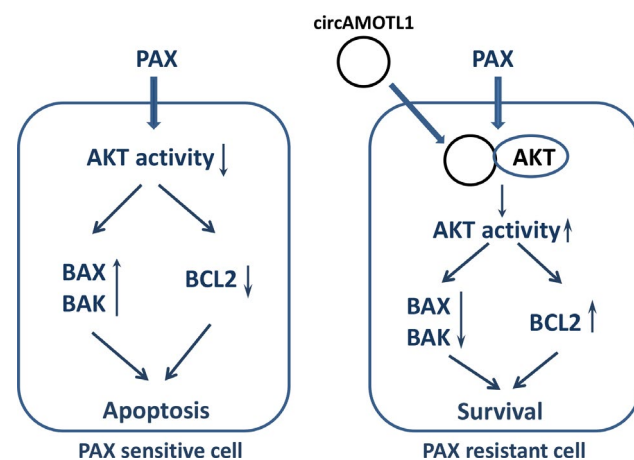 circAMOTL1
PAX
PAX
AKT activity
AKT
AKT activity
BAX
BAK
BCL2
BAX
BAK
BCL2
Apoptosis
Survival
PAX sensitive cell
PAX resistant cell